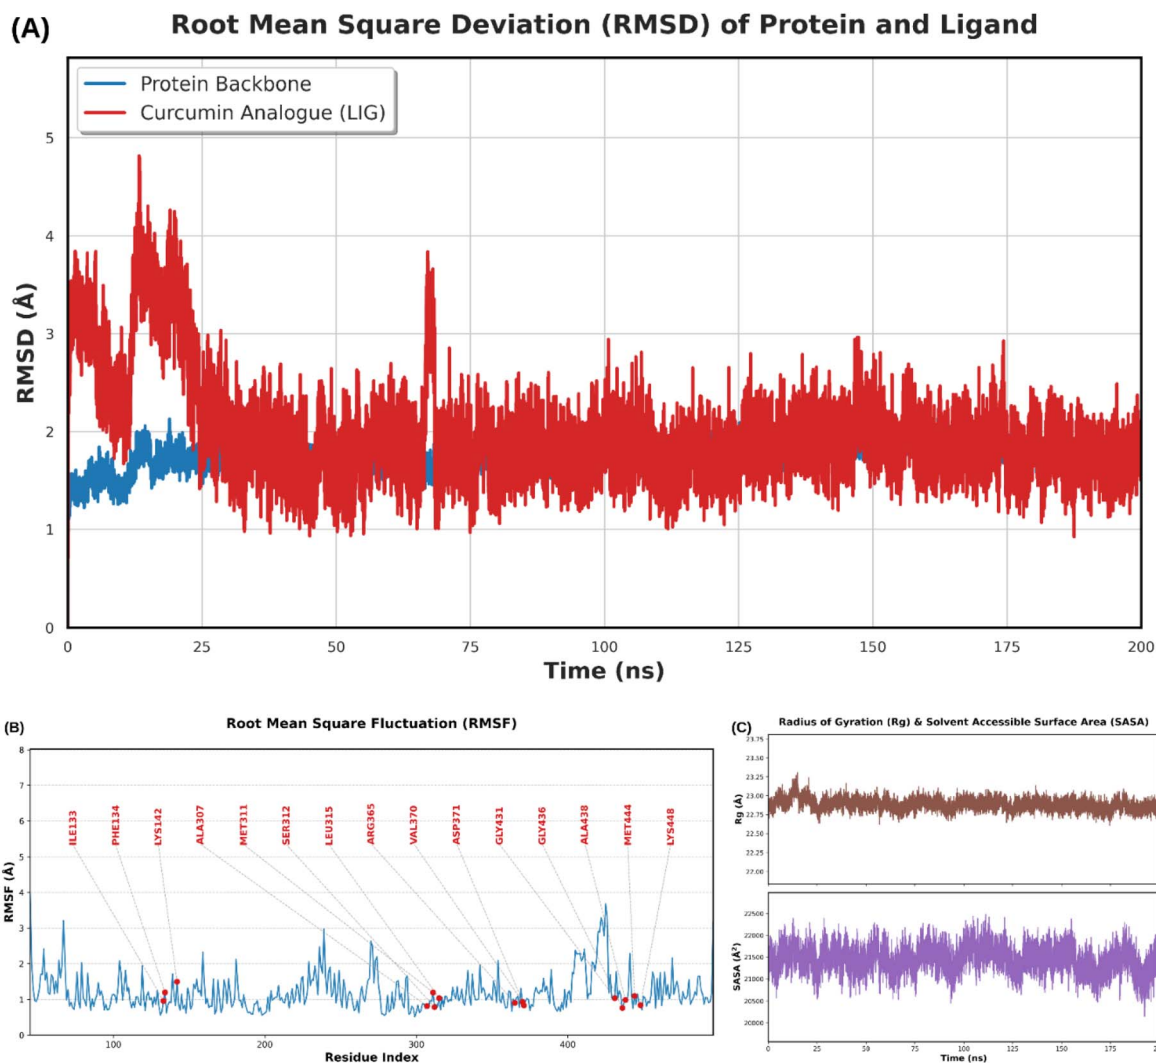 (A) Root Mean Square Deviation (RMSD) of Protein and Ligand
Protein Backbone
Curcumin Analogue (LIG)
RMSD (Å)
5
4
3
2
1
0
0 25 50 75 100 125 150 175 200
Time (ns)
(B) Root Mean Square Fluctuation (RMSF)
RMSF (Å)
8
7
6
5
4
3
2
1
0
ILE133
PHE134
LYS142
ALA307
MET311
SER312
LEU315
ARG365
VAL370
ASP371
GLY431
GLY436
ALA438
MET444
LYS448
100 200 300 400
Residue Index
(C) Radius of Gyration (Rg) & Solvent Accessible Surface Area (SASA)
Rg (Å)
23.75
23.50
23.25
23.00
22.75
22.50
22.25
27.00
SASA (Å²)
22500
22000
21500
21000
20500
20000
0 25 50 75 100 125 150 175
Time (ns)